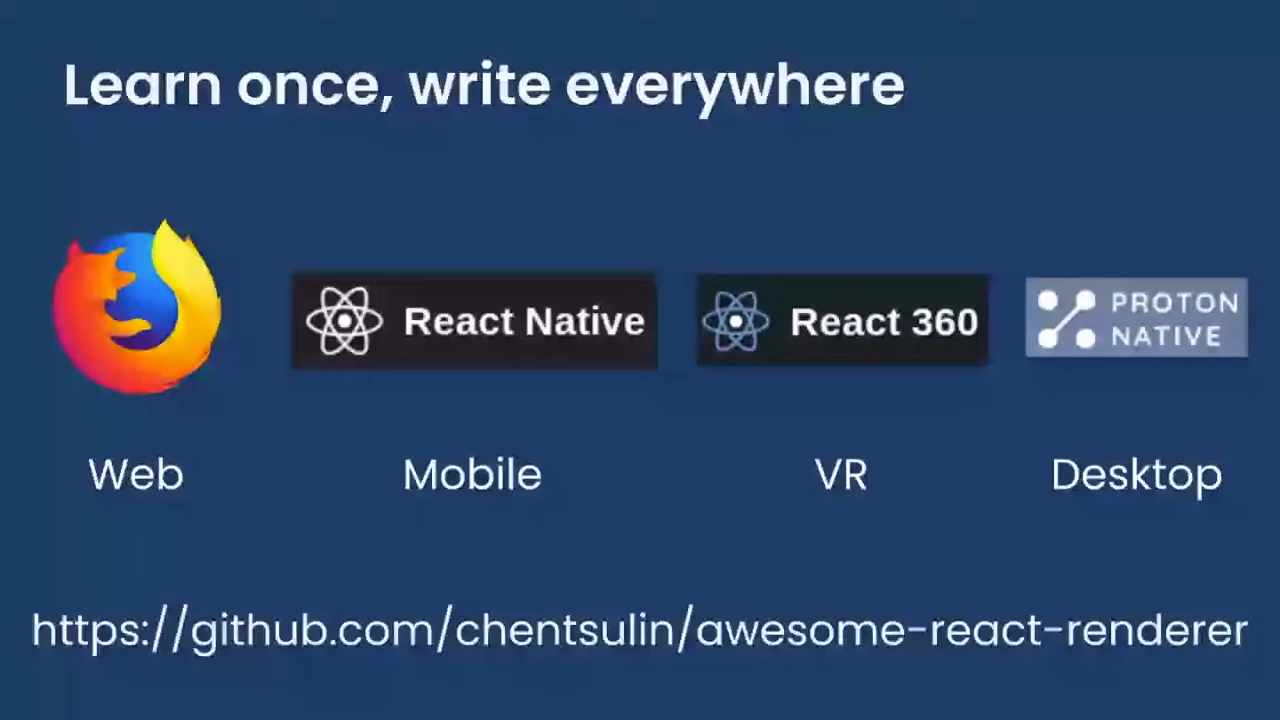 Learn once, write everywhere
React Native
React 360
PROTON
NATIVE
Web
Mobile
VR
Desktop
https://github.com/chentsulin/awesome-react-renderer